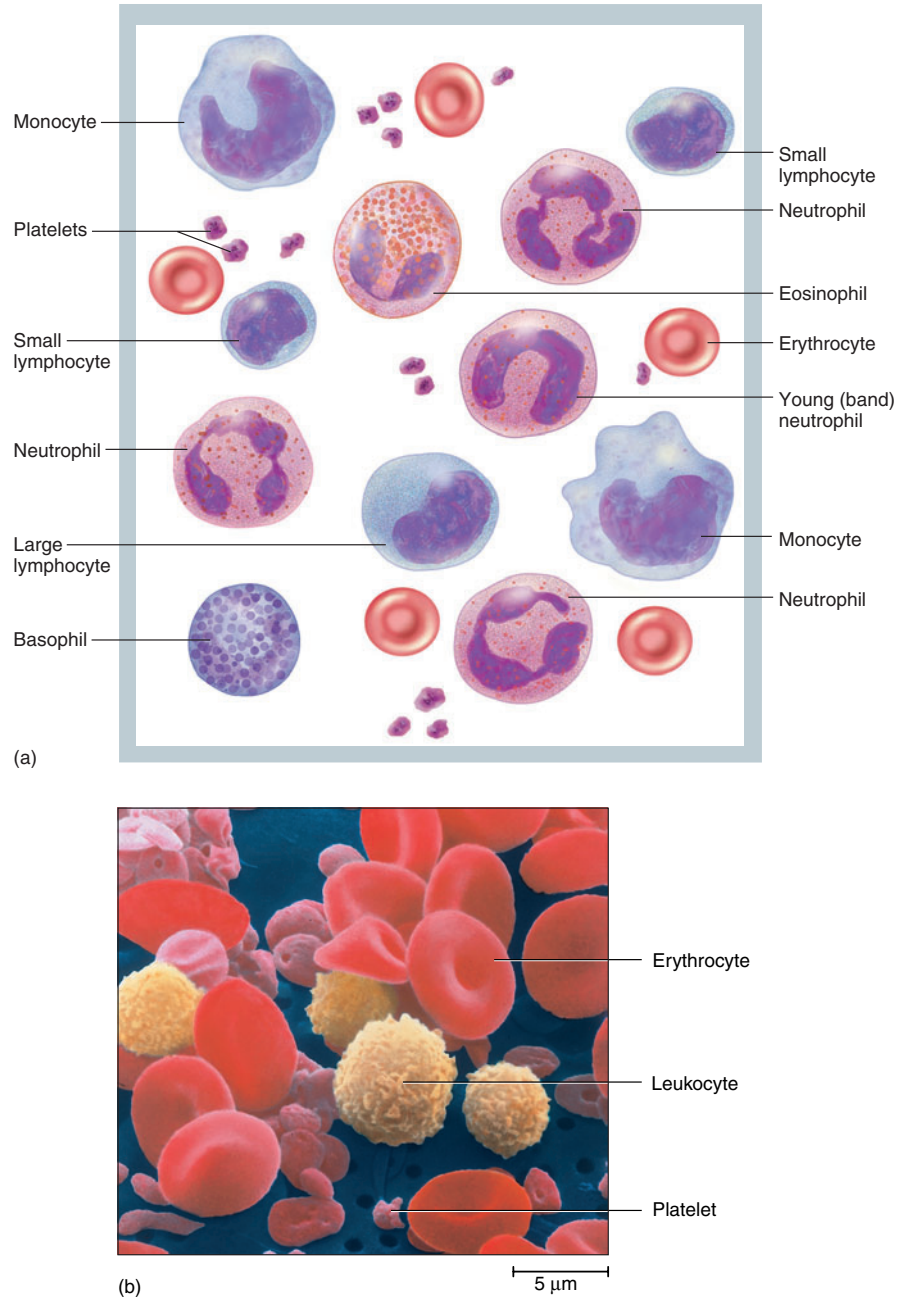 Monocyte
Platelets
Small
lymphocyte
Neutrophil
Large
lymphocyte
Basophil
Small
lymphocyte
Neutrophil
Eosinophil
Erythrocyte
Young (band)
neutrophil
Monocyte
Neutrophil
(a)
Erythrocyte
Leukocyte
Platelet
5 μm
(b)